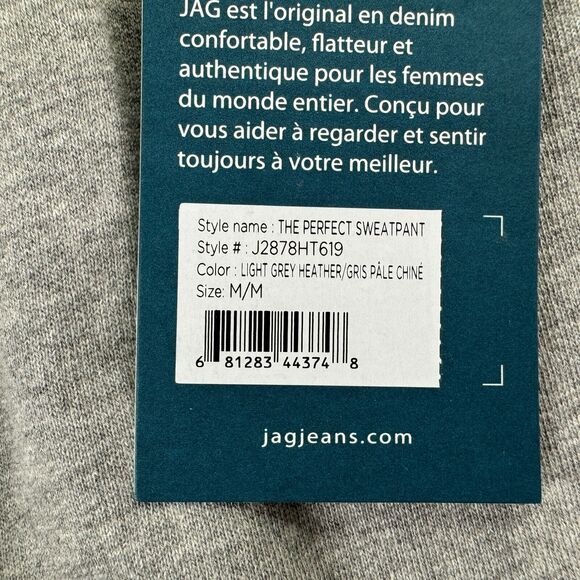 JAG est l'original en denim
confortable, flatteur et
authentique pour les femmes
du monde entier. Conçu pour
vous aider à regarder et sentir
toujours à votre meilleur.
Style name : THE PERFECT SWEATPANT
Style # : J2878HT619
Color : LIGHT GREY HEATHER/GRIS PÂLE CHINÉ
Size: M/M
6 81283 44374 8
jagjeans.com